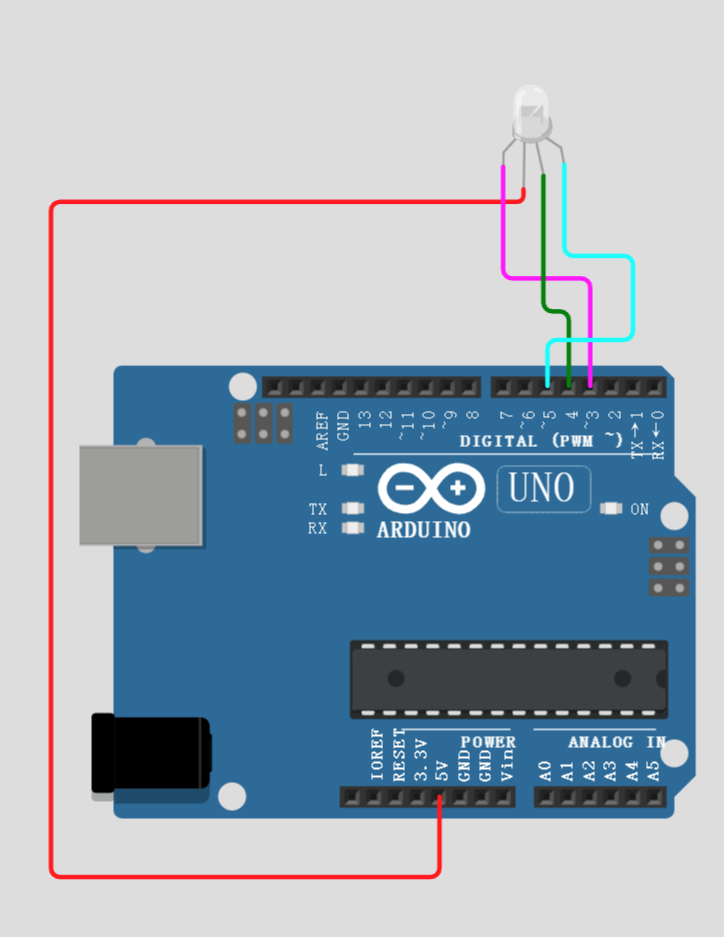 AREF
GND
13
12
~11
~10
~9
8
7
~6
~5
4
~3
2
TX→1
RX←0
DIGITAL (PWM ~)
L
TX
RX
ARDUINO
UNO
ON
IOREF
RESET
3.3V
5V
GND
GND
Vin
POWER
ANALOG IN
A0
A1
A2
A3
A4
A5